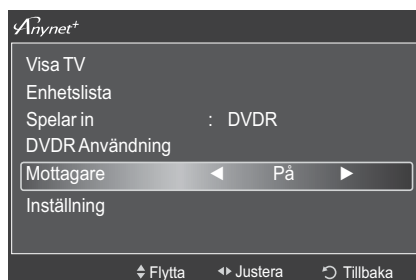 Anynet+
Visa TV
Enhetslista
Spelar in : DVDR
DVDR Användning
Mottagare ◀ På ▶
Inställning
Flytta Justera Tillbaka